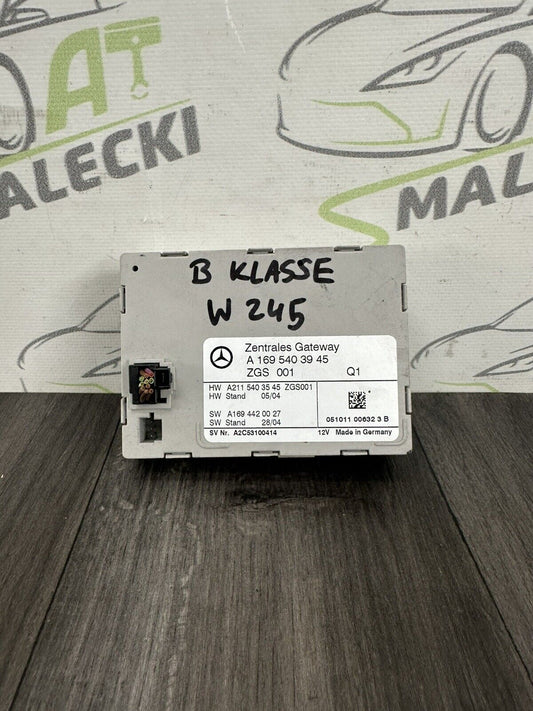 AT
MALECKI
MAL
B KLASSE
W 245
Zentrales Gateway
A 169 540 39 45
ZGS 001 Q1
HW A211 540 35 45 ZGS001
HW Stand 05/04
SW A169 442 00 27
SW Stand 28/04
051011 00632 3 B
SV Nr. A2C53100414 12V Made in Germany